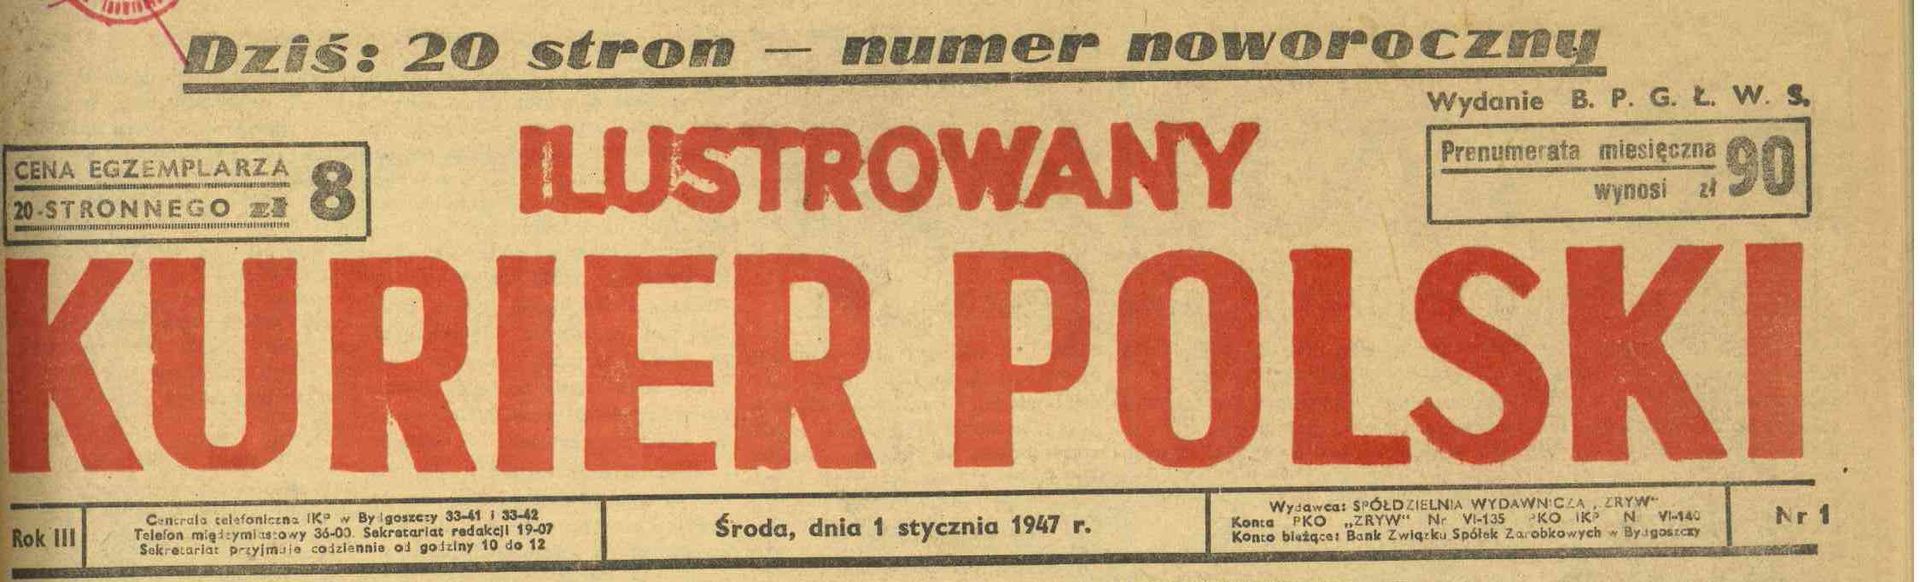 Dziś: 20 stron — numer noworoczny
Wydanie B. P. G. Ł. W. S.
CENA EGZEMPLARZA
20-STRONNEGO zł 8
ILUSTROWANY
Prenumerata miesięczna
wynosi zł 90
KURIER POLSKI
Rok III
Centrala telefoniczna IKP w Bydgoszczy 33-41 i 33-42
Telefon międzymiastowy 36-00. Sekretariat redakcji 19-07
Sekretariat przyjmuje codziennie od godziny 10 do 12
Środa, dnia 1 stycznia 1947 r.
Wydawca: SPÓŁDZIELNIA WYDAWNICZA „ZRYW"
Konta PKO „ZRYW" Nr VI-135 PKO IKP Nr VI-140
Konto bieżące: Bank Związku Spółek Zarobkowych w Bydgoszczy
Nr 1